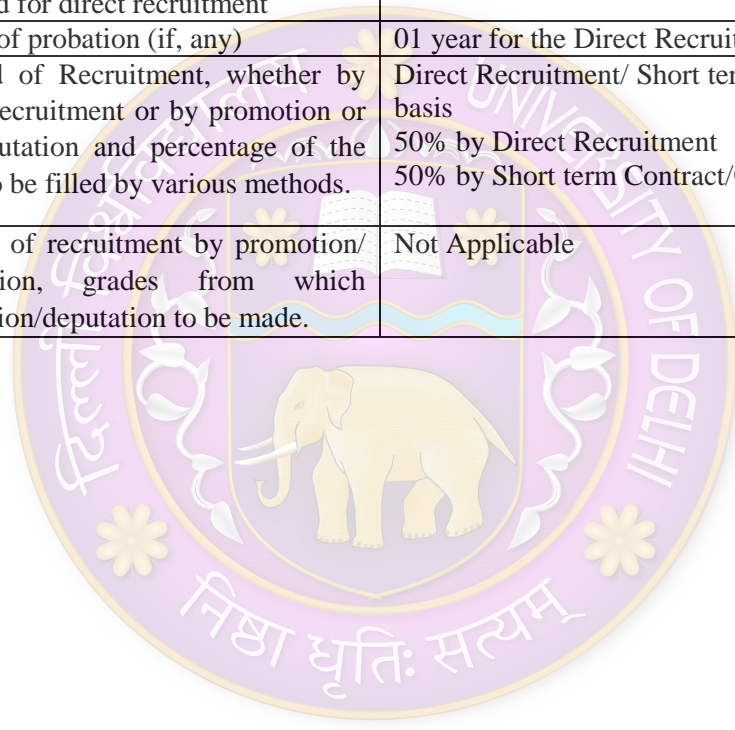 d for direct recruitment
of probation (if, any)
01 year for the Direct Recruit
of Recruitment, whether by
ecruitment or by promotion or
utation and percentage of the
o be filled by various methods.
Direct Recruitment/ Short ter
basis
50% by Direct Recruitment
50% by Short term Contract/
of recruitment by promotion/
ion, grades from which
ion/deputation to be made.
Not Applicable
दिल्ली विश्वविद्यालय
UNIVERSITY OF DELHI
निष्ठा धृतिः सत्यम्